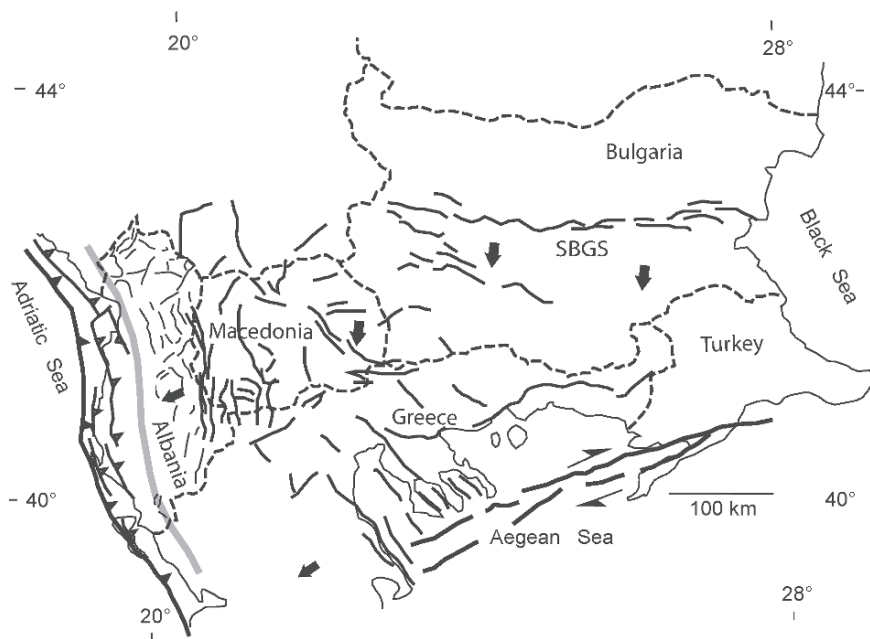 20°
28°
44°
44°
Bulgaria
SBGS
Black Sea
Adriatic Sea
Macedonia
Turkey
Greece
Albania
40°
100 km
40°
Aegean Sea
28°
20°